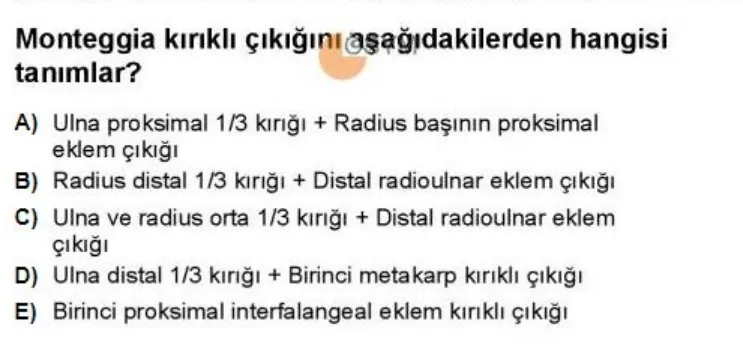 Monteggia kırıklı çıkığını aşağıdakilerden hangisi
tanımlar?
A) Ulna proksimal 1/3 kırığı + Radius başının proksimal
eklem çıkığı
B) Radius distal 1/3 kırığı + Distal radioulnar eklem çıkığı
C) Ulna ve radius orta 1/3 kırığı + Distal radioulnar eklem
çıkığı
D) Ulna distal 1/3 kırığı + Birinci metakarp kırıklı çıkığı
E) Birinci proksimal interfalangeal eklem kırıklı çıkığı